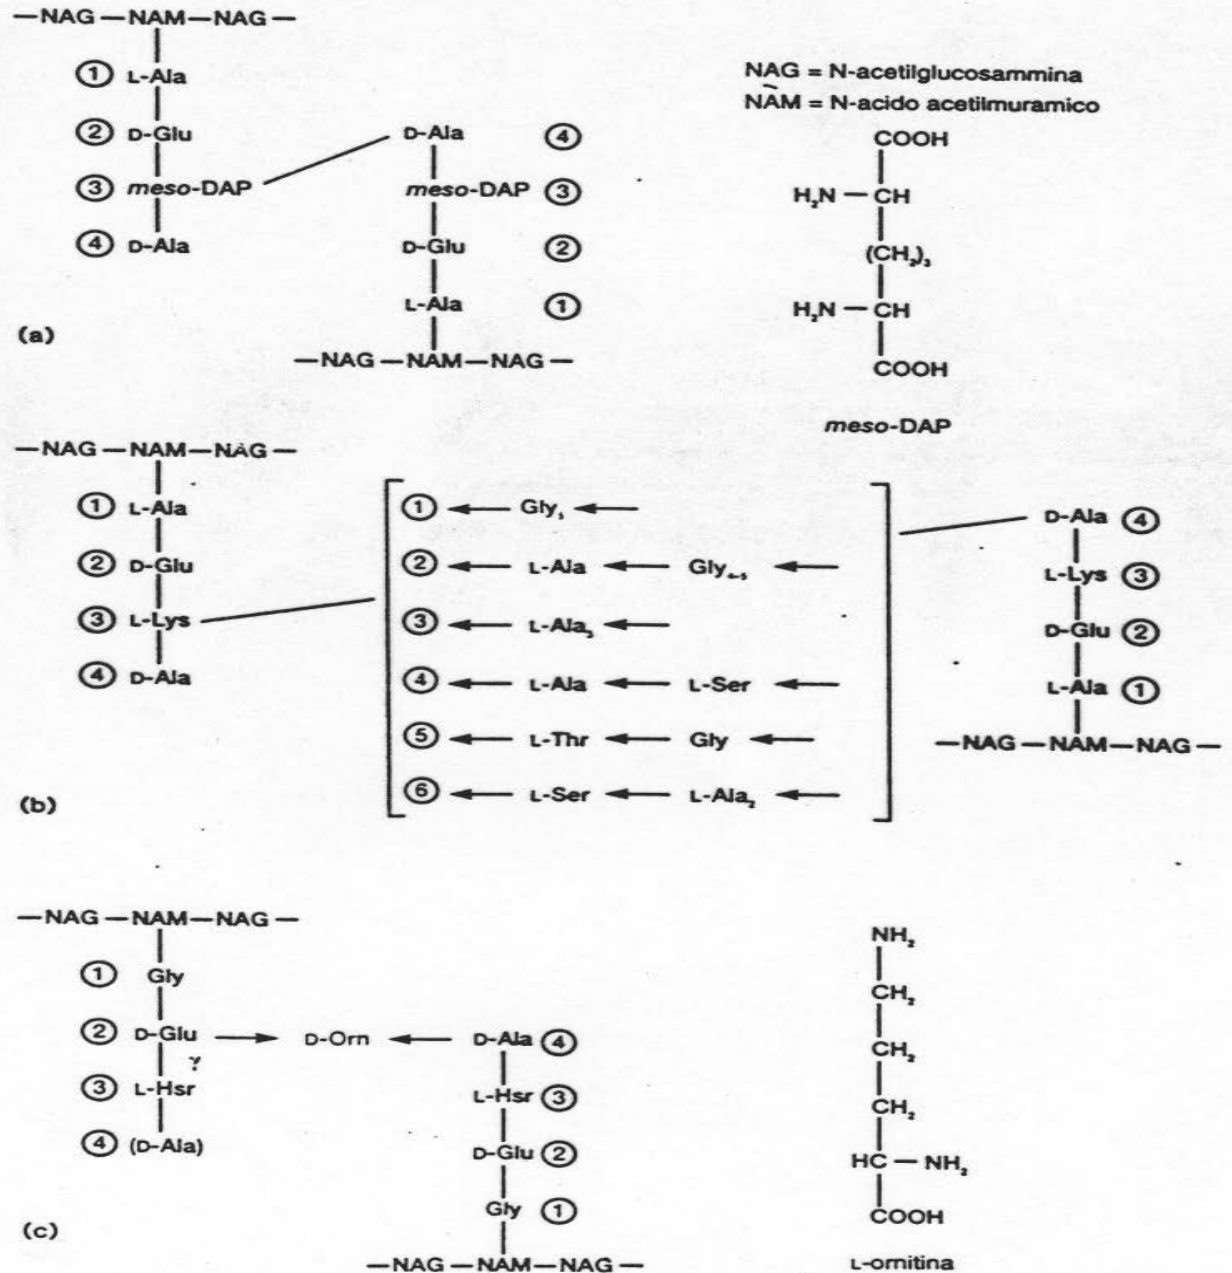 —NAG—NAM—NAG—
① L-Ala
② D-Glu
③ meso-DAP
④ D-Ala
D-Ala ④
meso-DAP ③
D-Glu ②
L-Ala ①
—NAG—NAM—NAG—
(a)
NAG = N-acetilglucosammina
NAM = N-acido acetilmuramico
COOH
H₂N—CH
(CH₂)₃
H₂N—CH
COOH
meso-DAP
—NAG—NAM—NAG—
① L-Ala
② D-Glu
③ L-Lys
④ D-Ala
① ← Gly₅ ←
② ← L-Ala ← Gly₄₋₅ ←
③ ← L-Ala₃ ←
④ ← L-Ala ← L-Ser ←
⑤ ← L-Thr ← Gly ←
⑥ ← L-Ser ← L-Ala₂ ←
D-Ala ④
L-Lys ③
D-Glu ②
L-Ala ①
—NAG—NAM—NAG—
(b)
—NAG—NAM—NAG—
① Gly
② D-Glu → D-Orn ← D-Ala ④
γ
③ L-Hsr
④ (D-Ala)
L-Hsr ③
D-Glu ②
Gly ①
—NAG—NAM—NAG—
(c)
NH₂
CH₂
CH₂
CH₂
HC—NH₂
COOH
L-ornitina